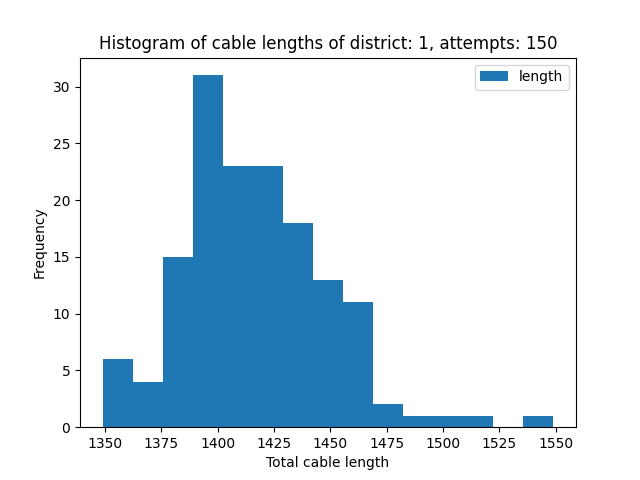 Histogram of cable lengths of district: 1, attempts: 150
length
30
25
20
15
10
5
0
Frequency
1350 1375 1400 1425 1450 1475 1500 1525 1550
Total cable length